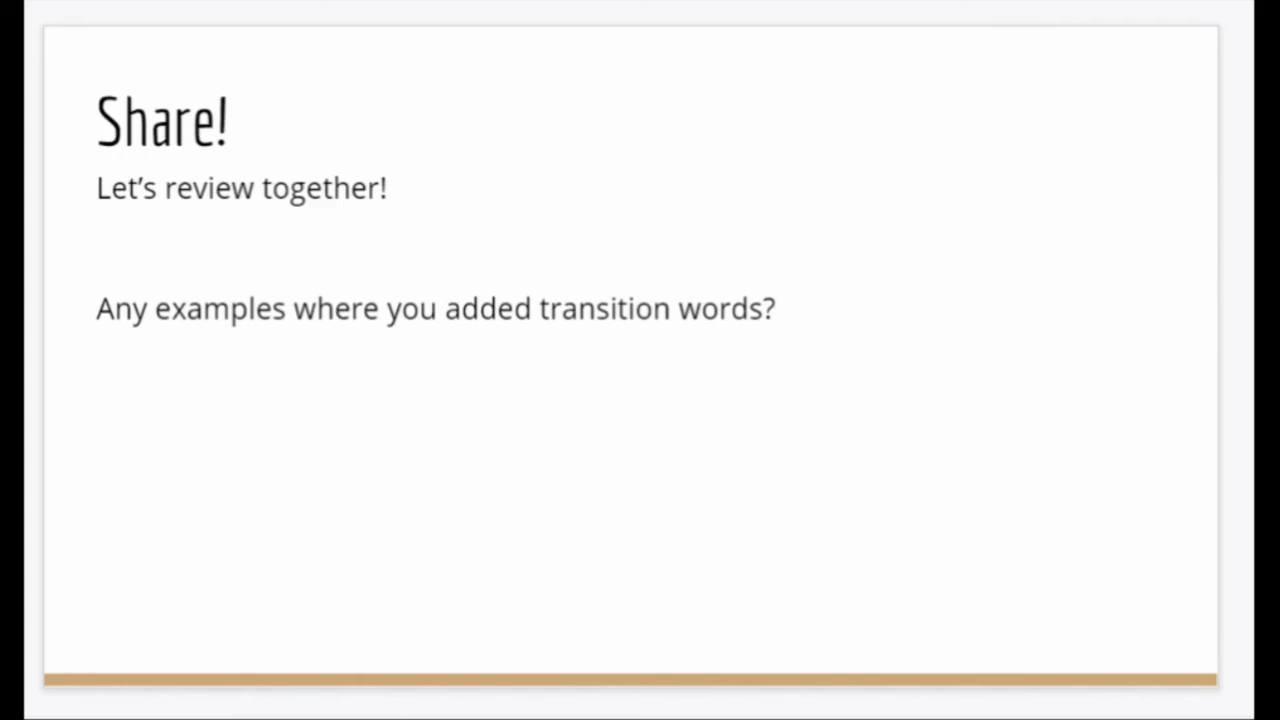 Share!
Let’s review together!
Any examples where you added transition words?